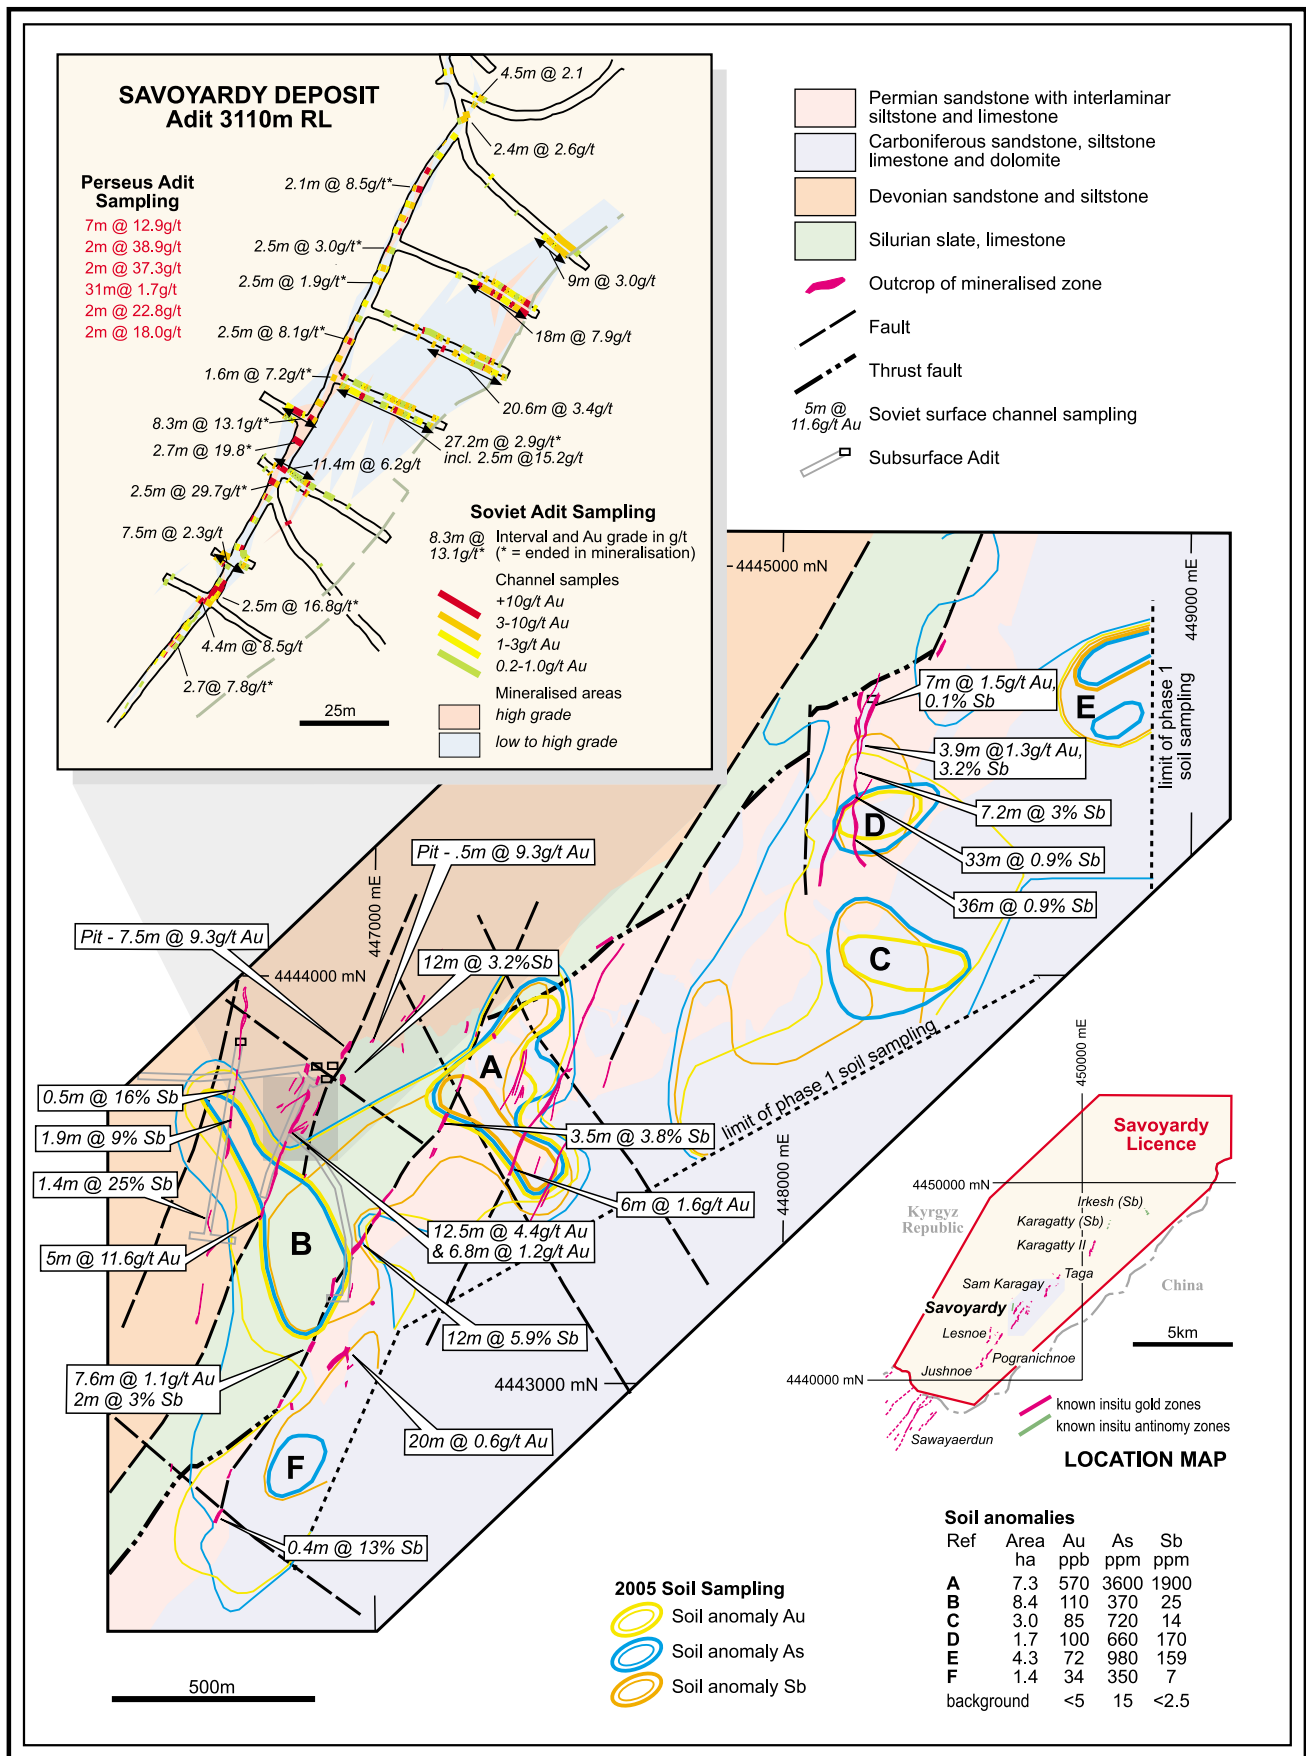 SAVOYARDY DEPOSIT
Adit 3110m RL
Perseus Adit
Sampling
7m @ 12.9g/t
2m @ 38.9g/t
2m @ 37.3g/t
31m@ 1.7g/t
2m @ 22.8g/t
2m @ 18.0g/t
4.5m @ 2.1
2.4m @ 2.6g/t
2.1m @ 8.5g/t*
2.5m @ 3.0g/t*
9m @ 3.0g/t
2.5m @ 1.9g/t*
2.5m @ 8.1g/t*
18m @ 7.9g/t
1.6m @ 7.2g/t*
20.6m @ 3.4g/t
8.3m @ 13.1g/t*
27.2m @ 2.9g/t*
incl. 2.5m @15.2g/t
2.7m @ 19.8*
11.4m @ 6.2g/t
2.5m @ 29.7g/t*
7.5m @ 2.3g/t
2.5m @ 16.8g/t*
4.4m @ 8.5g/t
2.7@ 7.8g/t*
25m
Soviet Adit Sampling
8.3m @
13.1g/t*
Interval and Au grade in g/t
(* = ended in mineralisation)
Channel samples
+10g/t Au
3-10g/t Au
1-3g/t Au
0.2-1.0g/t Au
Mineralised areas
high grade
low to high grade
Permian sandstone with interlaminar
siltstone and limestone
Carboniferous sandstone, siltstone
limestone and dolomite
Devonian sandstone and siltstone
Silurian slate, limestone
Outcrop of mineralised zone
Fault
Thrust fault
5m @
11.6g/t Au
Soviet surface channel sampling
Subsurface Adit
4445000 mN
449000 mE
7m @ 1.5g/t Au,
0.1% Sb
E
limit of phase 1
soil sampling
3.9m @1.3g/t Au,
3.2% Sb
7.2m @ 3% Sb
D
33m @ 0.9% Sb
36m @ 0.9% Sb
C
Pit - .5m @ 9.3g/t Au
447000 mE
Pit - 7.5m @ 9.3g/t Au
12m @ 3.2%Sb
4444000 mN
A
limit of phase 1 soil sampling
0.5m @ 16% Sb
1.9m @ 9% Sb
3.5m @ 3.8% Sb
448000 mE
1.4m @ 25% Sb
6m @ 1.6g/t Au
B
12.5m @ 4.4g/t Au
& 6.8m @ 1.2g/t Au
5m @ 11.6g/t Au
12m @ 5.9% Sb
7.6m @ 1.1g/t Au
2m @ 3% Sb
4443000 mN
20m @ 0.6g/t Au
F
0.4m @ 13% Sb
500m
450000 mE
Savoyardy
Licence
4450000 mN
Kyrgyz
Republic
Irkesh (Sb)
Karagatty (Sb)
Karagatty II
Taga
Sam Karagay
China
Savoyardy
Lesnoe
5km
Pogranichnoe
Jushnoe
4440000 mN
known insitu gold zones
known insitu antinomy zones
Sawayaerdun
LOCATION MAP
2005 Soil Sampling
Soil anomaly Au
Soil anomaly As
Soil anomaly Sb
Soil anomalies
Ref Area Au As Sb
ha ppb ppm ppm
A 7.3 570 3600 1900
B 8.4 110 370 25
C 3.0 85 720 14
D 1.7 100 660 170
E 4.3 72 980 159
F 1.4 34 350 7
background <5 15 <2.5